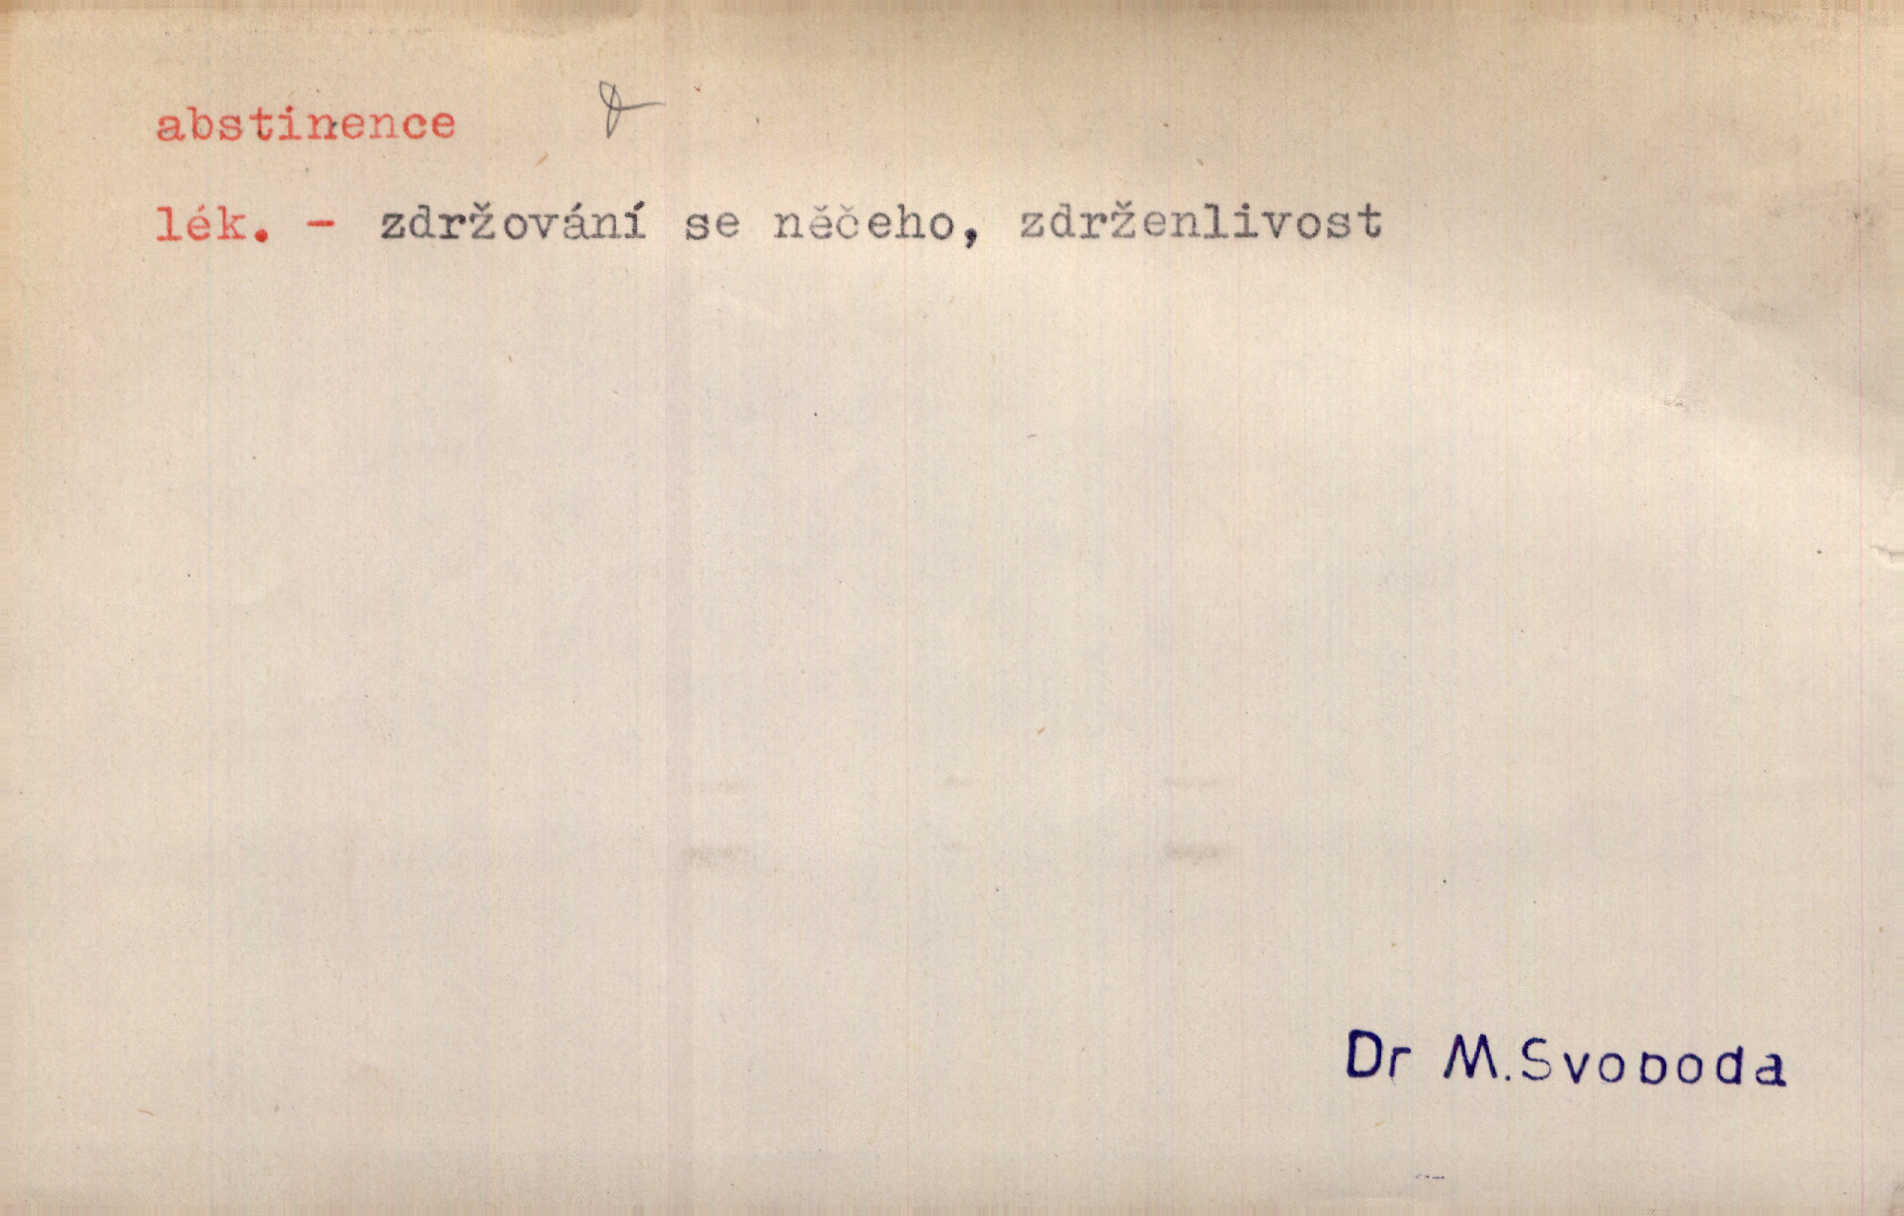 abstinence
lék. - zdržování se něčeho, zdrženlivost
Dr M.Svoboda